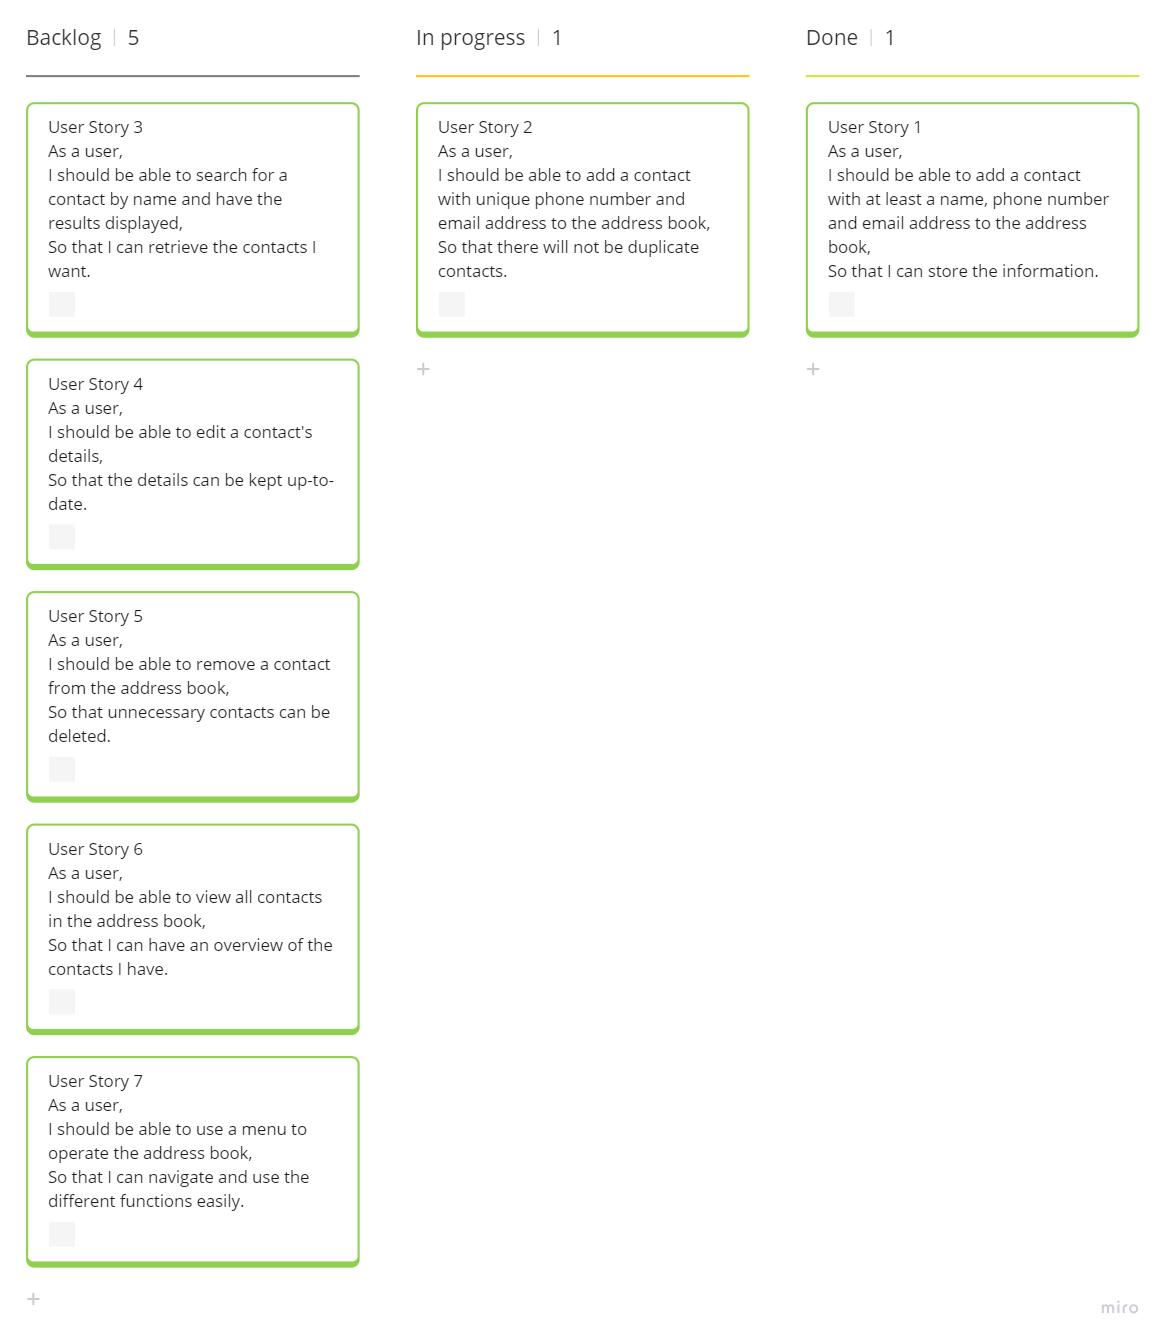 Backlog | 5
User Story 3
As a user,
I should be able to search for a
contact by name and have the
results displayed,
So that I can retrieve the contacts I
want.
User Story 4
As a user,
I should be able to edit a contact's
details,
So that the details can be kept up-to-
date.
User Story 5
As a user,
I should be able to remove a contact
from the address book,
So that unnecessary contacts can be
deleted.
User Story 6
As a user,
I should be able to view all contacts
in the address book,
So that I can have an overview of the
contacts I have.
User Story 7
As a user,
I should be able to use a menu to
operate the address book,
So that I can navigate and use the
different functions easily.
+
In progress | 1
User Story 2
As a user,
I should be able to add a contact
with unique phone number and
email address to the address book,
So that there will not be duplicate
contacts.
+
Done | 1
User Story 1
As a user,
I should be able to add a contact
with at least a name, phone number
and email address to the address
book,
So that I can store the information.
+
miro